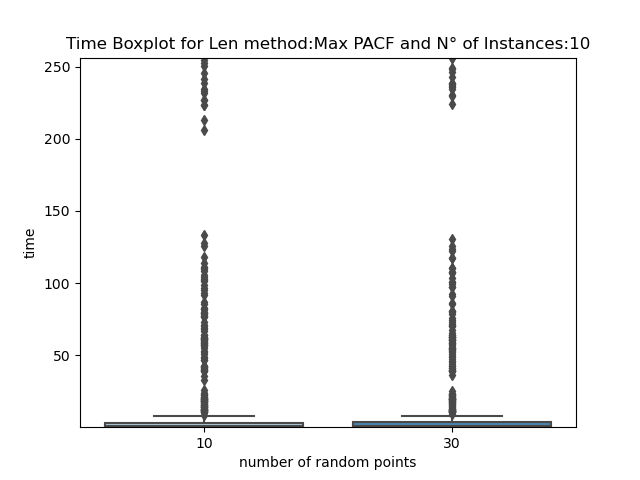 Time Boxplot for Len method:Max PACF and N° of Instances:10
250
200
150
100
50
time
10 30
number of random points